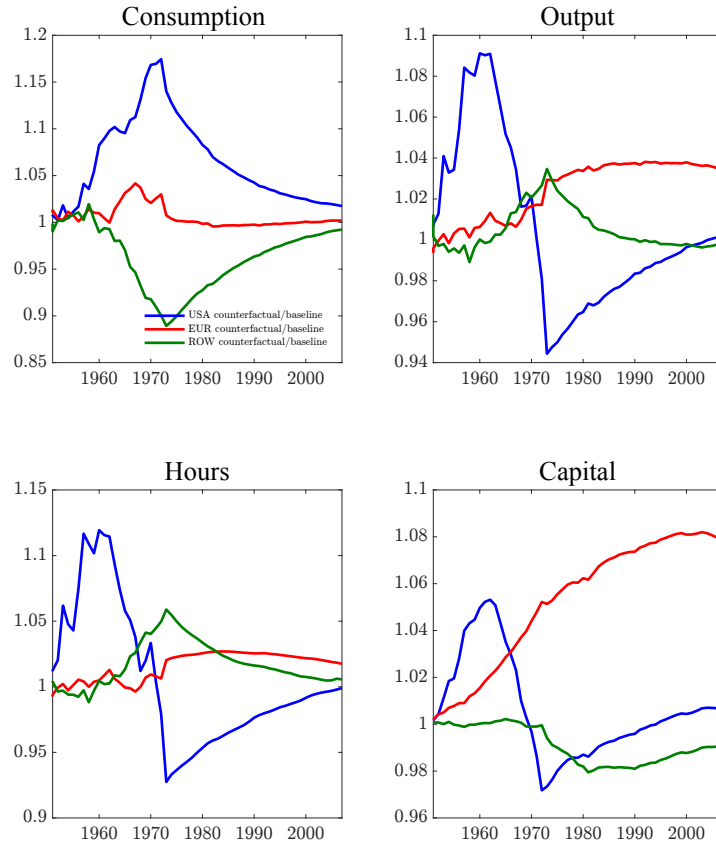 Consumption
1.2
1.15
1.1
1.05
1
0.95
0.9
0.85
USA counterfactual/baseline
EUR counterfactual/baseline
ROW counterfactual/baseline
1960 1970 1980 1990 2000
Output
1.1
1.08
1.06
1.04
1.02
1
0.98
0.96
0.94
1960 1970 1980 1990 2000
Hours
1.15
1.1
1.05
1
0.95
0.9
1960 1970 1980 1990 2000
Capital
1.1
1.08
1.06
1.04
1.02
1
0.98
0.96
1960 1970 1980 1990 2000